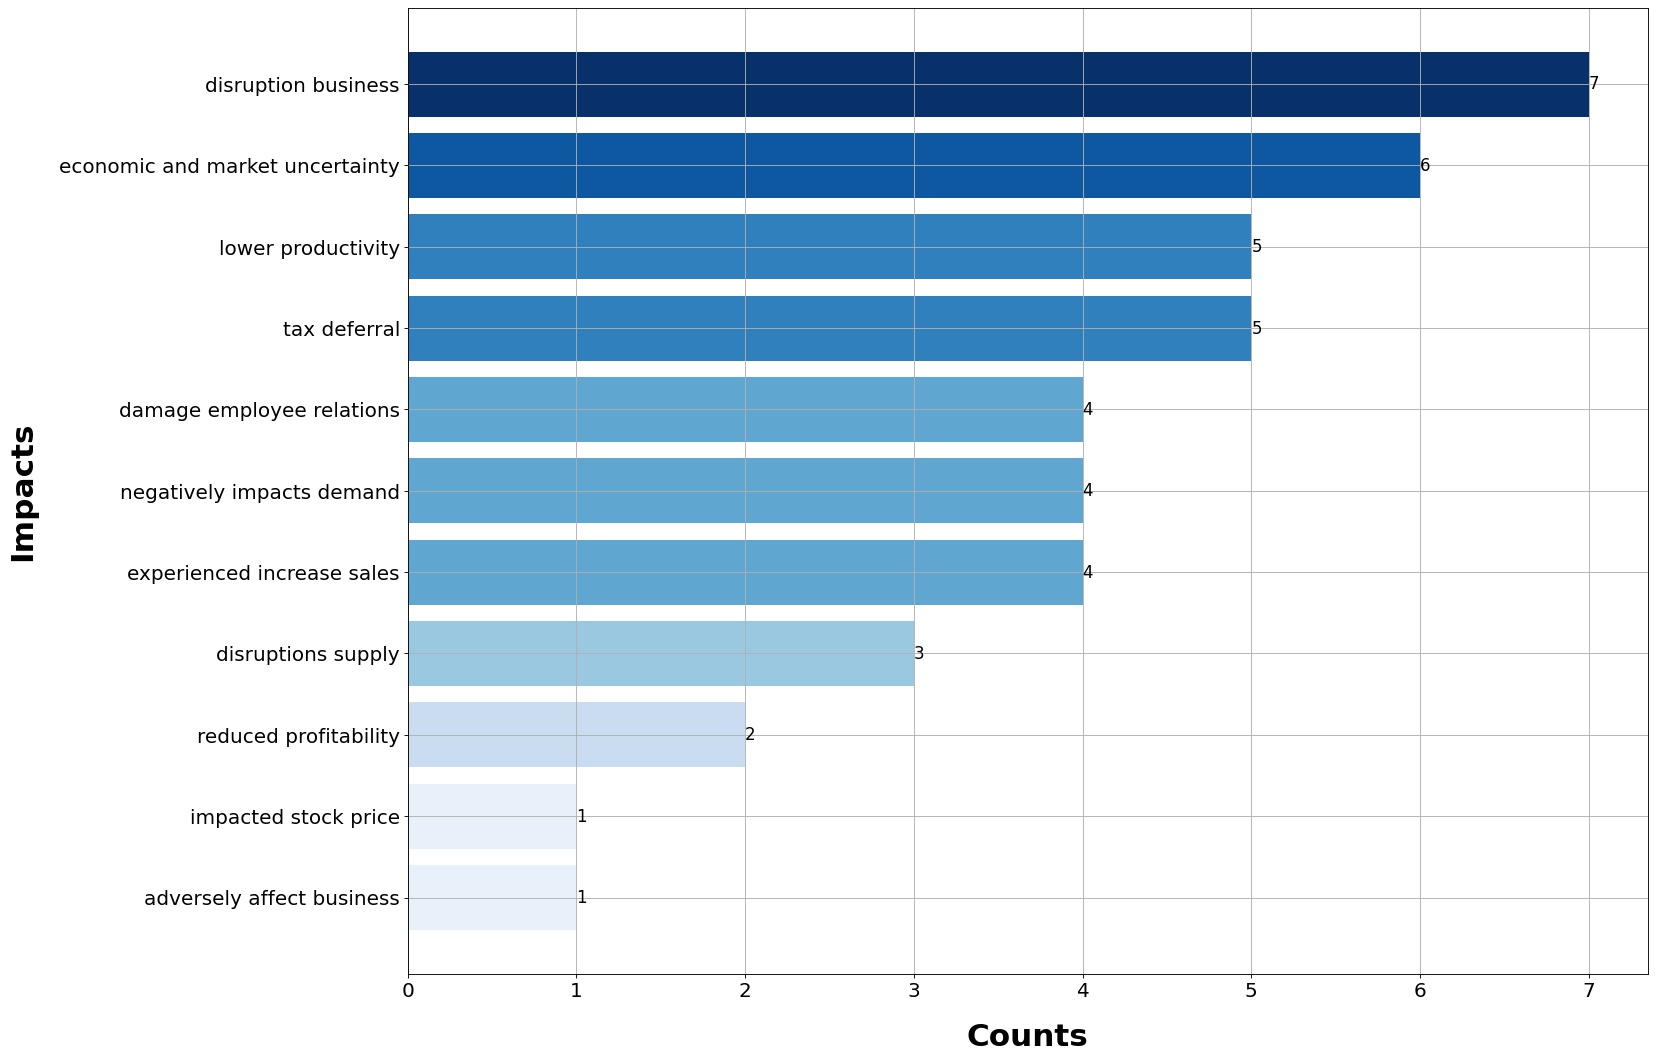 disruption business
7
economic and market uncertainty
6
lower productivity
5
tax deferral
5
damage employee relations
4
negatively impacts demand
4
experienced increase sales
4
disruptions supply
3
reduced profitability
2
impacted stock price
1
adversely affect business
1
Impacts
0 1 2 3 4 5 6 7
Counts